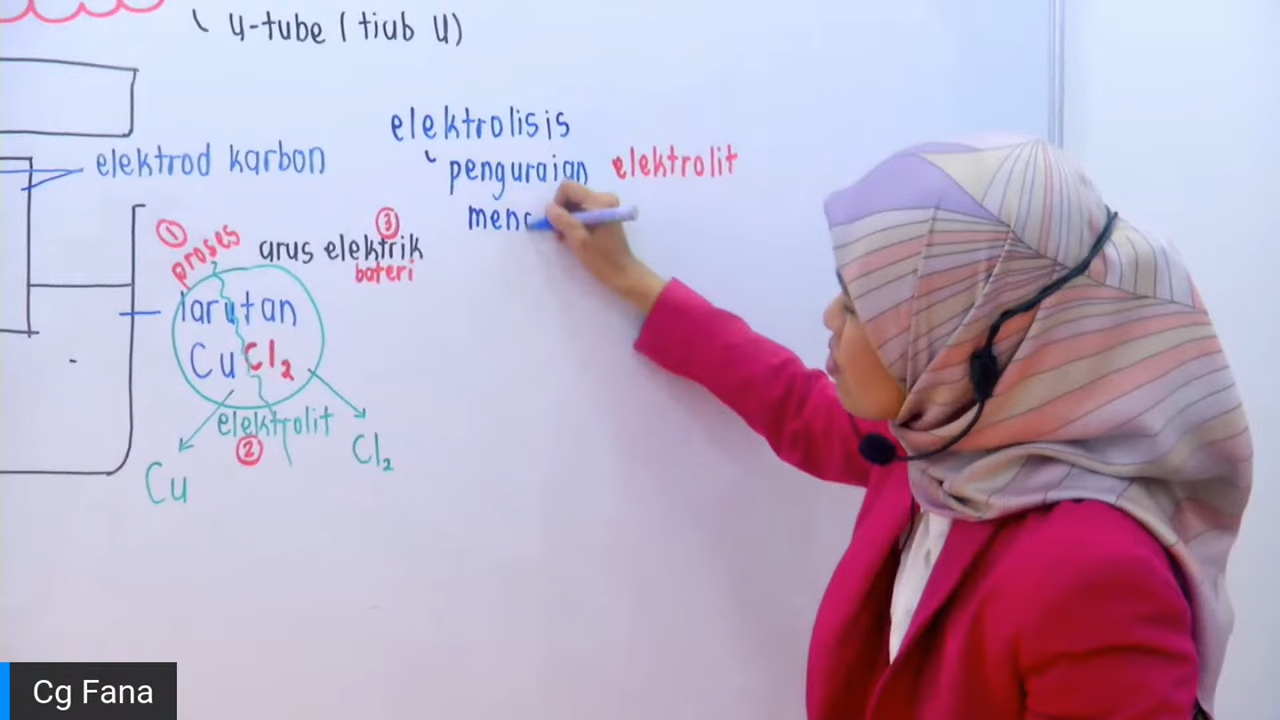 u-tube (tiub U)
elektrod karbon
elektrolisis
penguraian elektrolit
meng
① proses
arus elektrik ③
bateri
larutan
CuCl₂
elektrolit
②
Cu
Cl₂
Cg Fana